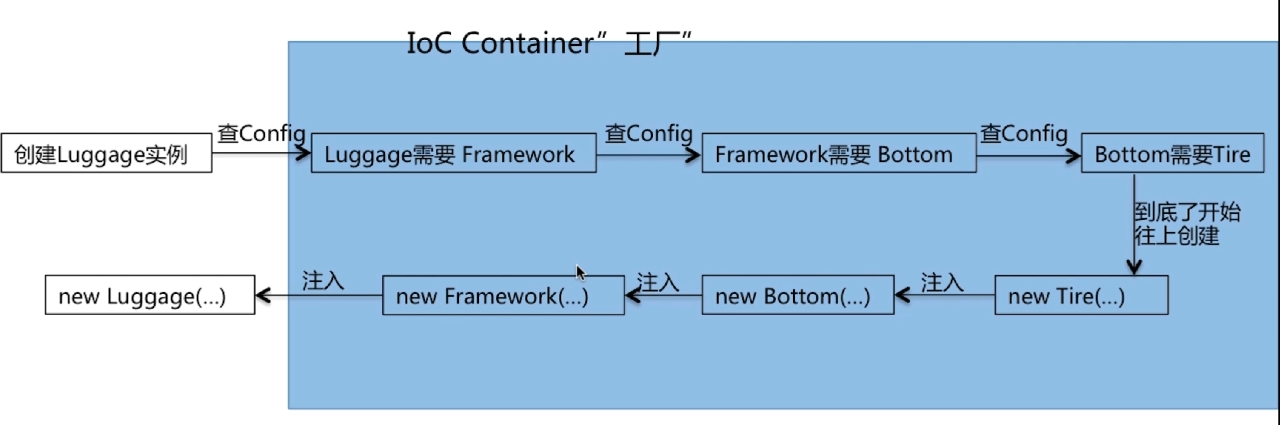 IoC Container”工厂”
查Config
查Config
查Config
创建Luggage实例
Luggage需要 Framework
Framework需要 Bottom
Bottom需要Tire
到底了开始
往上创建
注入
注入
注入
new Luggage(...)
new Framework(...)
new Bottom(...)
new Tire(...)